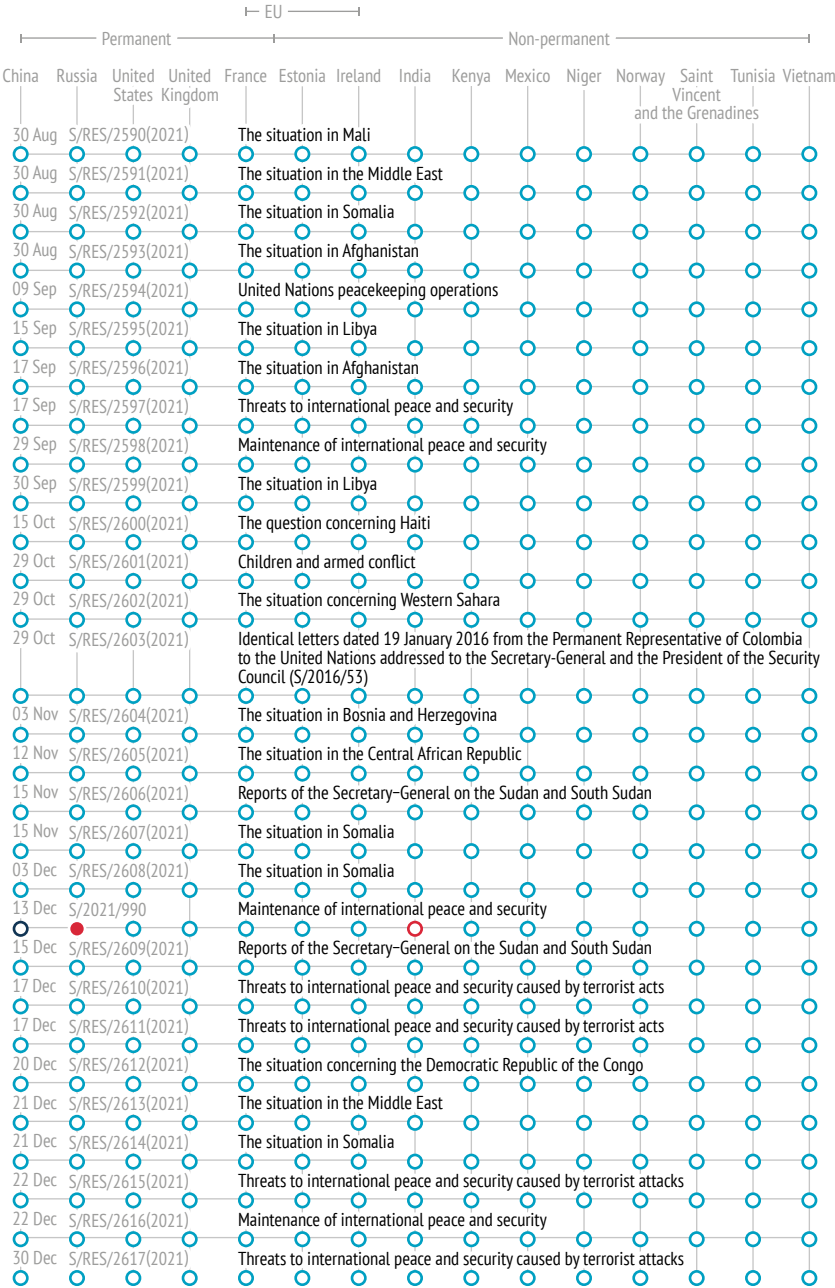 EU
Permanent Non-permanent
China Russia United States United Kingdom France Estonia Ireland India Kenya Mexico Niger Norway Saint Vincent and the Grenadines Tunisia Vietnam
30 Aug S/RES/2590(2021) The situation in Mali
30 Aug S/RES/2591(2021) The situation in the Middle East
30 Aug S/RES/2592(2021) The situation in Somalia
30 Aug S/RES/2593(2021) The situation in Afghanistan
09 Sep S/RES/2594(2021) United Nations peacekeeping operations
15 Sep S/RES/2595(2021) The situation in Libya
17 Sep S/RES/2596(2021) The situation in Afghanistan
17 Sep S/RES/2597(2021) Threats to international peace and security
29 Sep S/RES/2598(2021) Maintenance of international peace and security
30 Sep S/RES/2599(2021) The situation in Libya
15 Oct S/RES/2600(2021) The question concerning Haiti
29 Oct S/RES/2601(2021) Children and armed conflict
29 Oct S/RES/2602(2021) The situation concerning Western Sahara
29 Oct S/RES/2603(2021) Identical letters dated 19 January 2016 from the Permanent Representative of Colombia
to the United Nations addressed to the Secretary-General and the President of the Security
Council (S/2016/53)
03 Nov S/RES/2604(2021) The situation in Bosnia and Herzegovina
12 Nov S/RES/2605(2021) The situation in the Central African Republic
15 Nov S/RES/2606(2021) Reports of the Secretary-General on the Sudan and South Sudan
15 Nov S/RES/2607(2021) The situation in Somalia
03 Dec S/RES/2608(2021) The situation in Somalia
13 Dec S/2021/990 Maintenance of international peace and security
15 Dec S/RES/2609(2021) Reports of the Secretary-General on the Sudan and South Sudan
17 Dec S/RES/2610(2021) Threats to international peace and security caused by terrorist acts
17 Dec S/RES/2611(2021) Threats to international peace and security caused by terrorist acts
20 Dec S/RES/2612(2021) The situation concerning the Democratic Republic of the Congo
21 Dec S/RES/2613(2021) The situation in the Middle East
21 Dec S/RES/2614(2021) The situation in Somalia
22 Dec S/RES/2615(2021) Threats to international peace and security caused by terrorist attacks
22 Dec S/RES/2616(2021) Maintenance of international peace and security
30 Dec S/RES/2617(2021) Threats to international peace and security caused by terrorist attacks